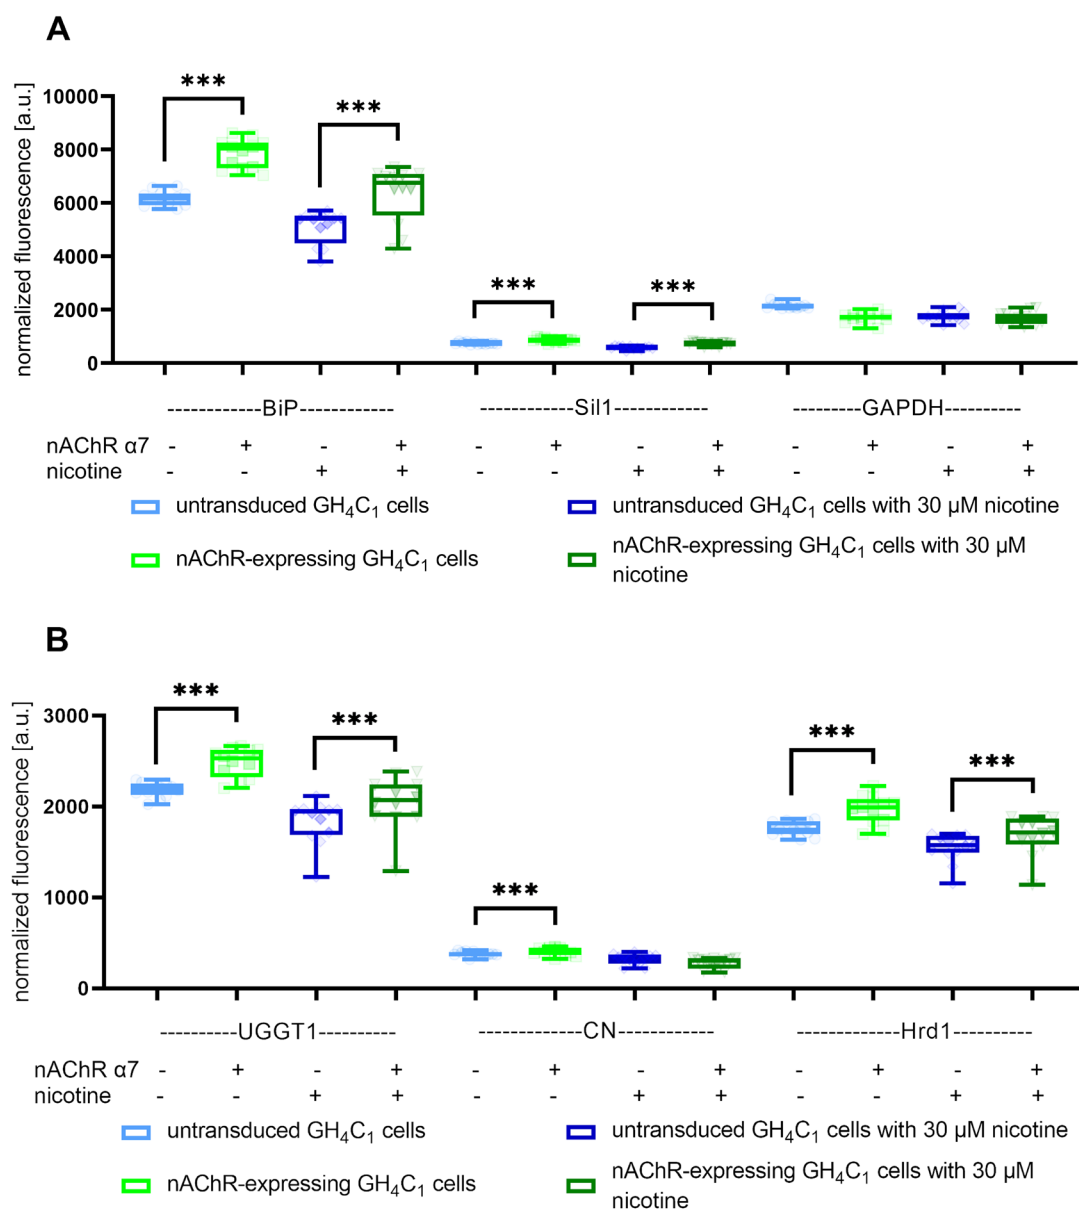 A
normalized fluorescence [a.u.]
10000
8000
6000
4000
2000
0
***
***
***
***
-------------BiP------------
------------Sil1------------
---------GAPDH----------
nAChR α7 - + - + - + - + - + - +
nicotine - - + + - - + + - - + +
untransduced GH₄C₁ cells
untransduced GH₄C₁ cells with 30 µM nicotine
nAChR-expressing GH₄C₁ cells
nAChR-expressing GH₄C₁ cells with 30 µM
nicotine
B
normalized fluorescence [a.u.]
3000
2000
1000
0
***
***
***
***
***
----------UGGT1----------
--------------CN-------------
-------------Hrd1-----------
nAChR α7 - + - + - + - + - + - +
nicotine - - + + - - + + - - + +
untransduced GH₄C₁ cells
untransduced GH₄C₁ cells with 30 µM nicotine
nAChR-expressing GH₄C₁ cells
nAChR-expressing GH₄C₁ cells with 30 µM
nicotine